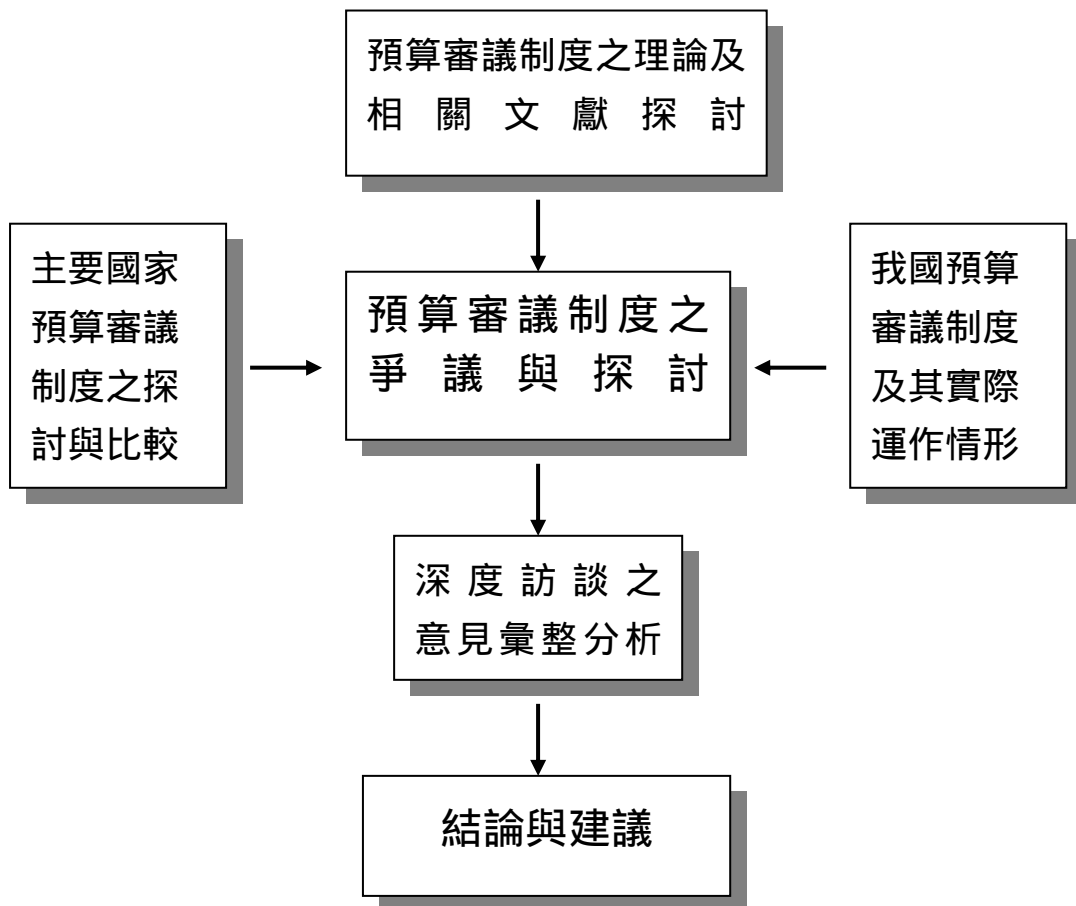 預算審議制度之理論及
相關文獻探討
主要國家
預算審議
制度之探
討與比較
預算審議制度之
爭議與探討
我國預算
審議制度
及其實際
運作情形
深度訪談之
意見彙整分析
結論與建議